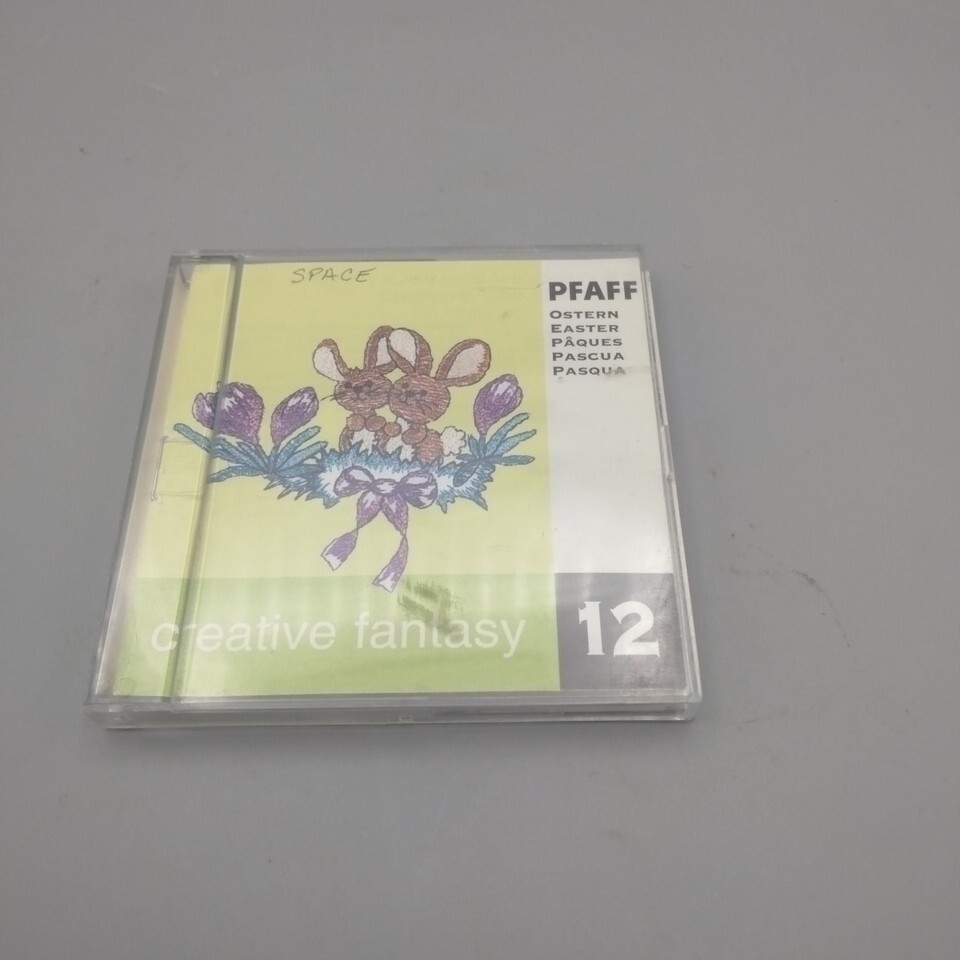 SPACE
PFAFF
OSTERN
EASTER
PÂQUES
PASCUA
PASQUA
creative fantasy
12